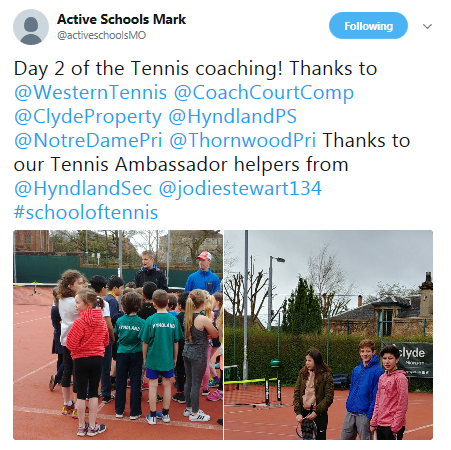 Active Schools Mark
@activeschoolsMO
Following
Day 2 of the Tennis coaching! Thanks to
@WesternTennis @CoachCourtComp
@ClydeProperty @HyndlandPS
@NotreDamePri @ThornwoodPri Thanks to
our Tennis Ambassador helpers from
@HyndlandSec @jodiestewart134
#schooloftennis
HYNDLAND
HYNDLAND
clyde